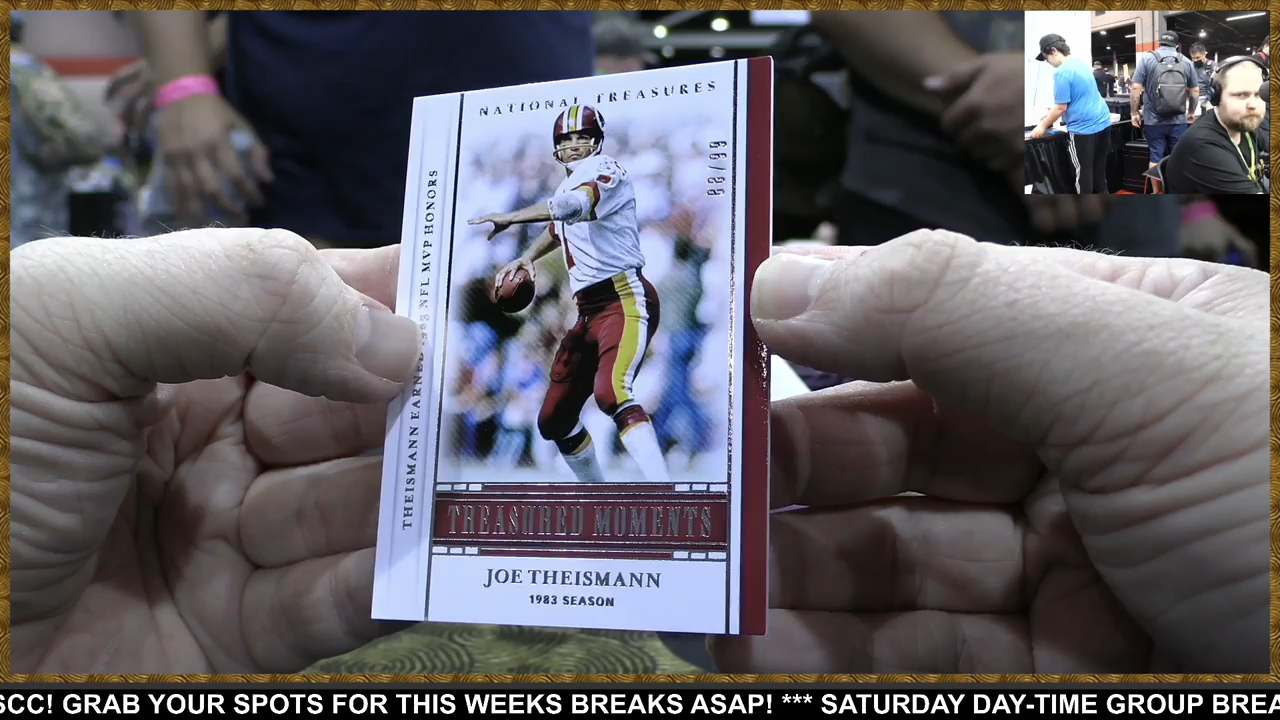 NATIONAL TREASURES
THEISMANN EARNED 1983 NFL MVP HONORS
TREASURED MOMENTS
JOE THEISMANN
1983 SEASON
SCC! GRAB YOUR SPOTS FOR THIS WEEKS BREAKS ASAP! *** SATURDAY DAY-TIME GROUP BREA